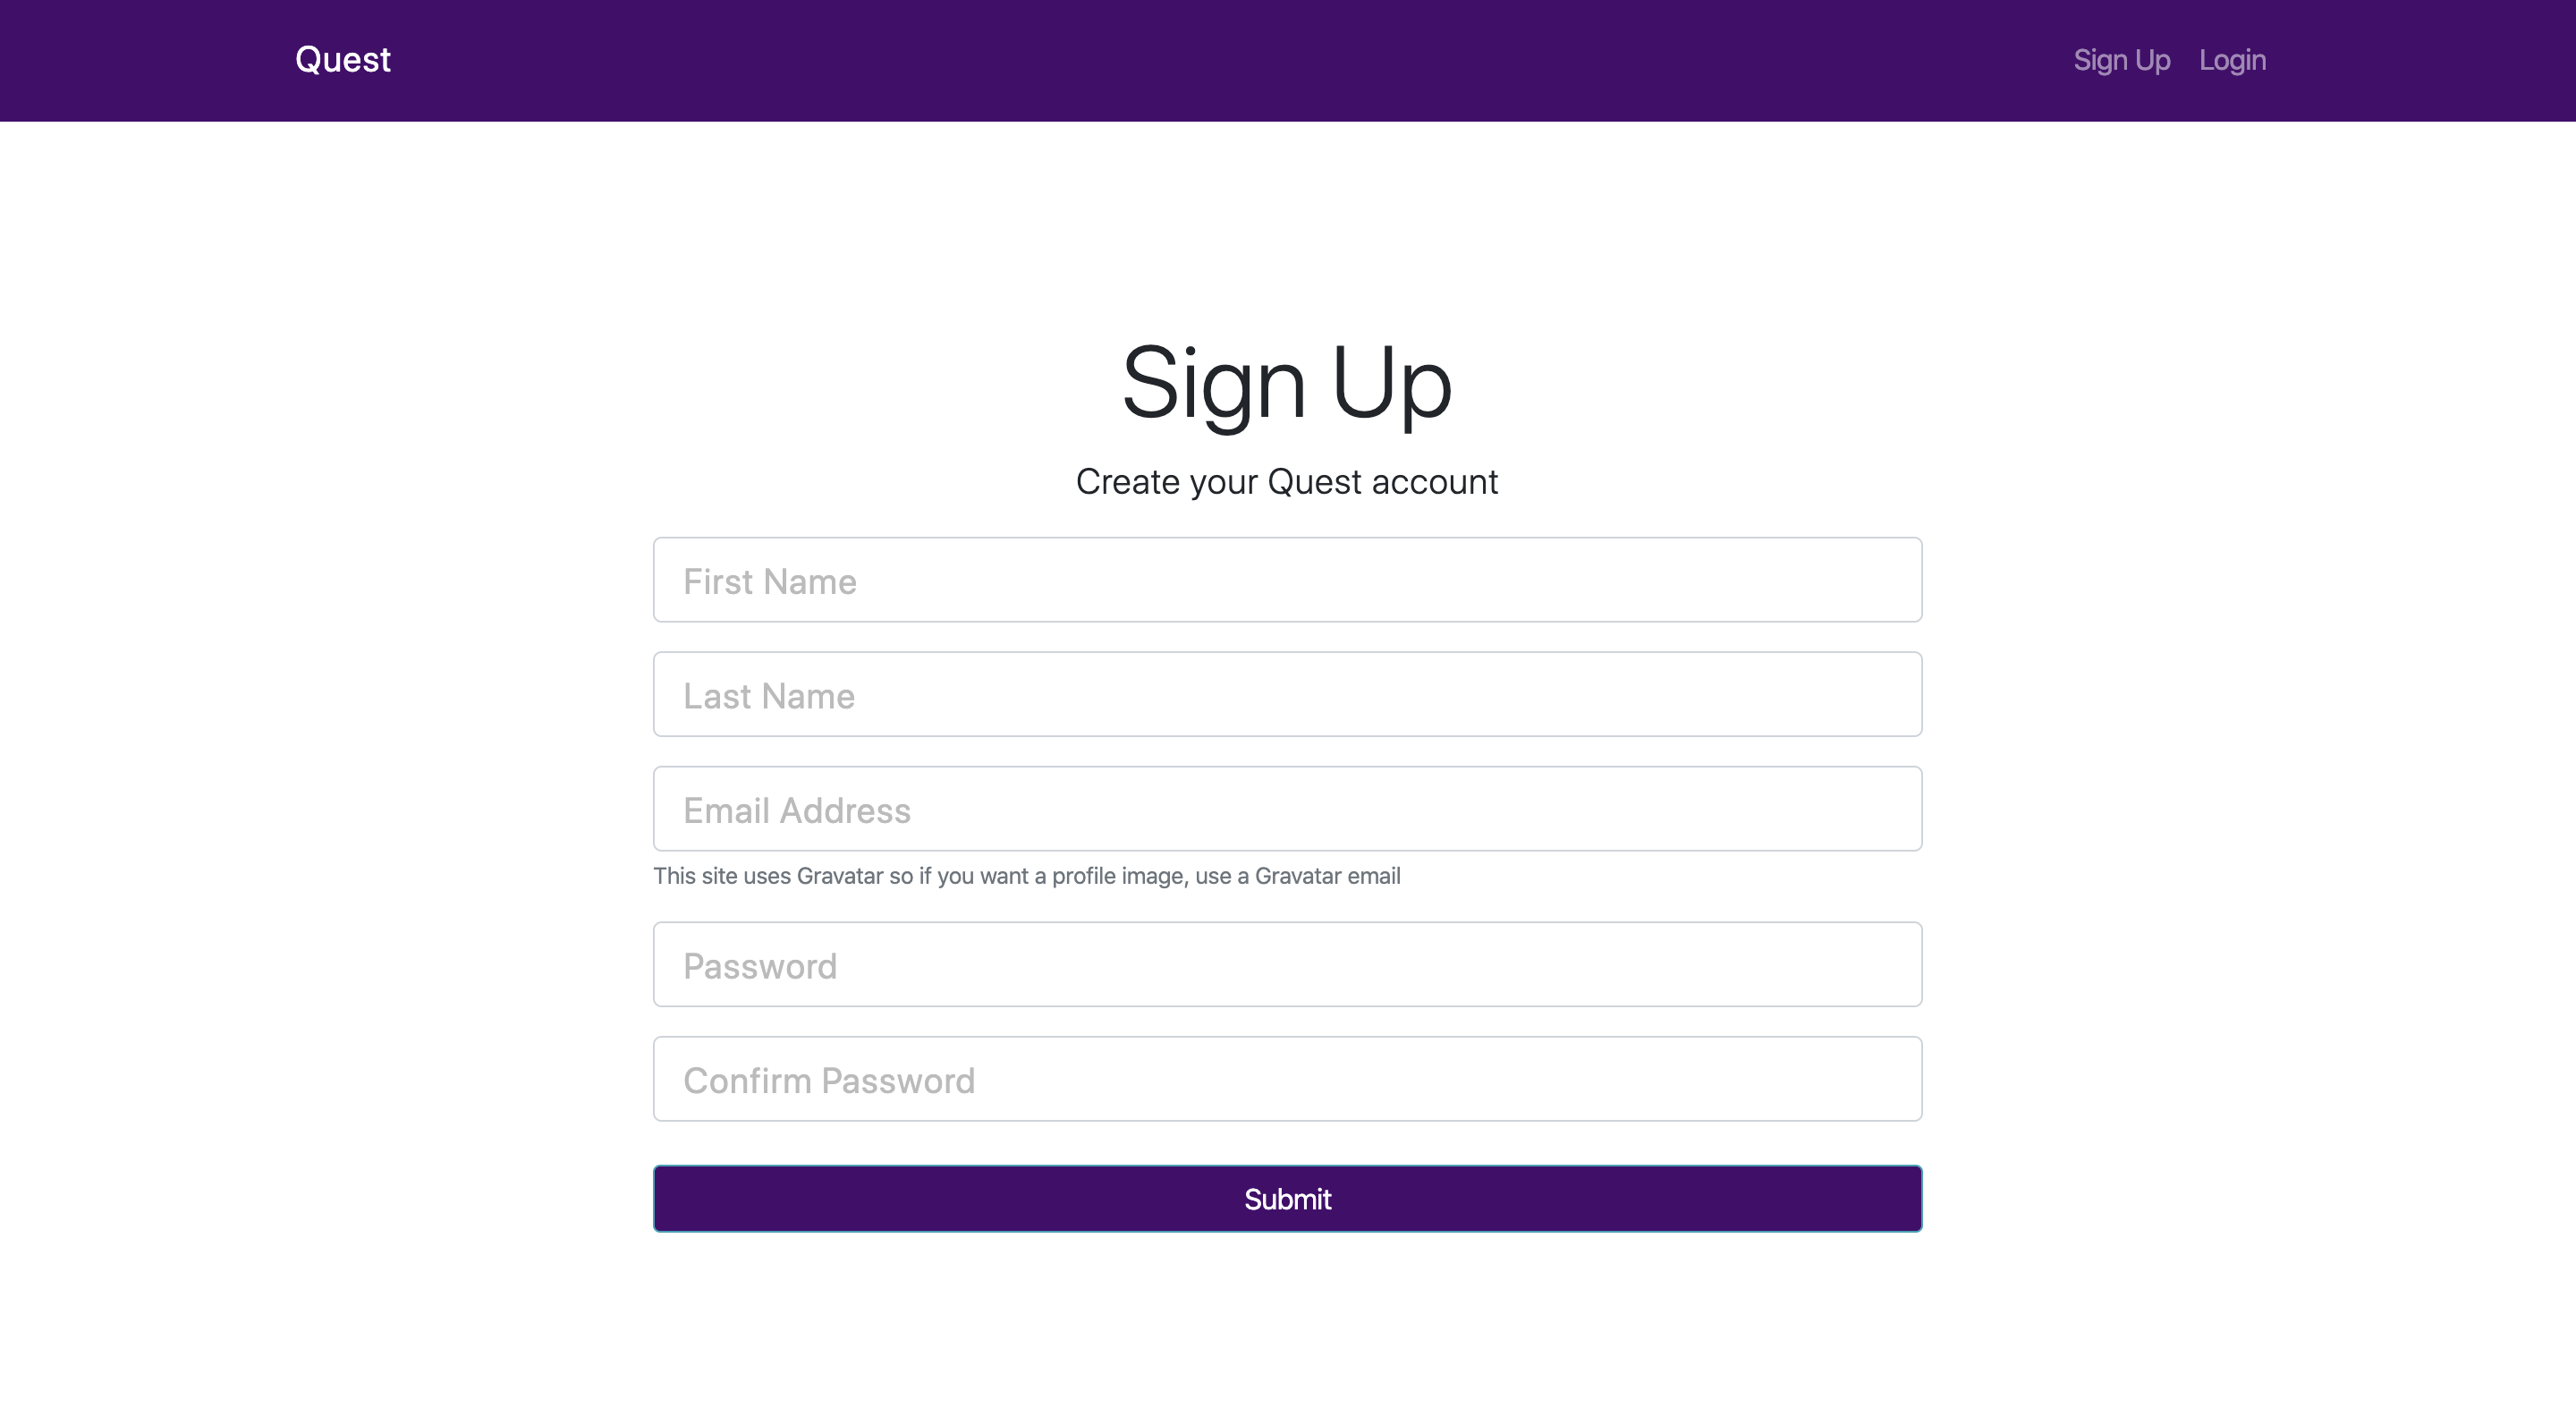 Quest
Sign Up
Login
Sign Up
Create your Quest account
First Name
Last Name
Email Address
This site uses Gravatar so if you want a profile image, use a Gravatar email
Password
Confirm Password
Submit